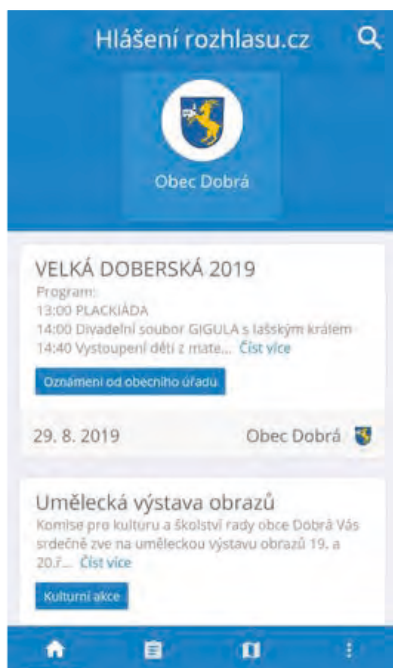 Hlášení rozhlasu.cz
Obec Dobrá
VELKÁ DOBERSKÁ 2019
Program:
13:00 PLACKIÁDA
14:00 Divadelní soubor GIGULA s lašským králem
14:40 Vystoupení dětí z mate... Číst více
Oznámení od obecního úřadu
29. 8. 2019 Obec Dobrá
Umělecká výstava obrazů
Komise pro kulturu a školství rady obce Dobrá Vás
srdečně zve na uměleckou výstavu obrazů 19. a
20.ř... Číst více
Kulturní akce